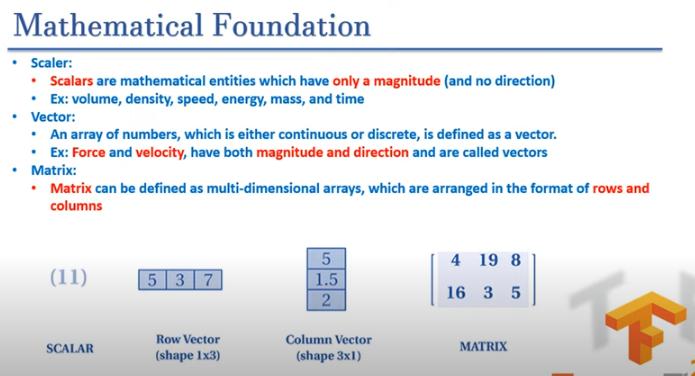 Mathematical Foundation
• Scaler:
• Scalars are mathematical entities which have only a magnitude (and no direction)
• Ex: volume, density, speed, energy, mass, and time
• Vector:
• An array of numbers, which is either continuous or discrete, is defined as a vector.
• Ex: Force and velocity, have both magnitude and direction and are called vectors
• Matrix:
• Matrix can be defined as multi-dimensional arrays, which are arranged in the format of rows and
columns
(11)
5 3 7
5
1.5
2
4 19 8
16 3 5
SCALAR
Row Vector
(shape 1x3)
Column Vector
(shape 3x1)
MATRIX